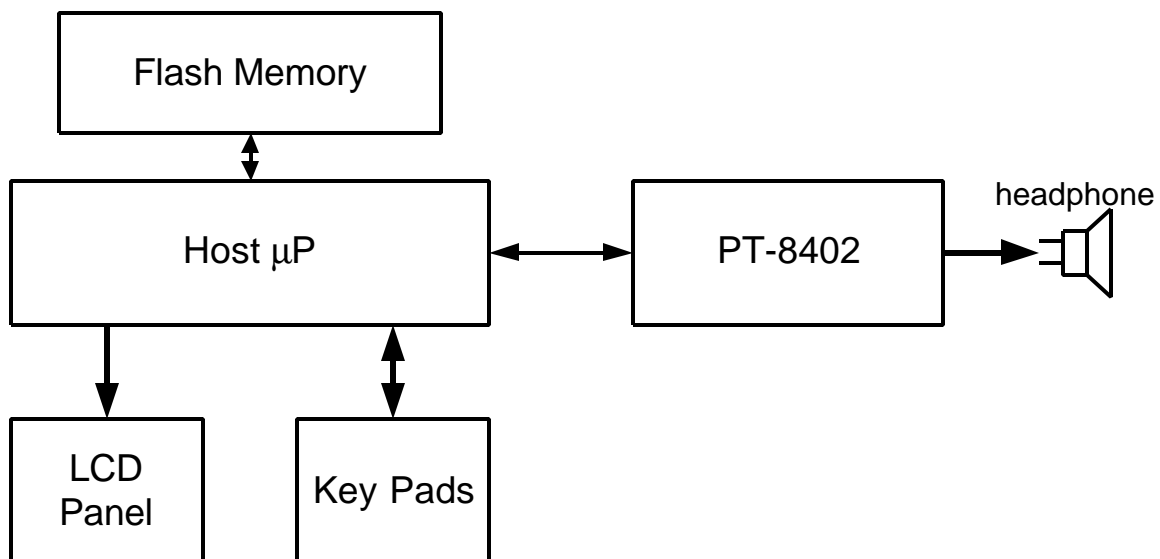 Flash Memory
headphone
Host μP
PT-8402
LCD
Panel
Key Pads